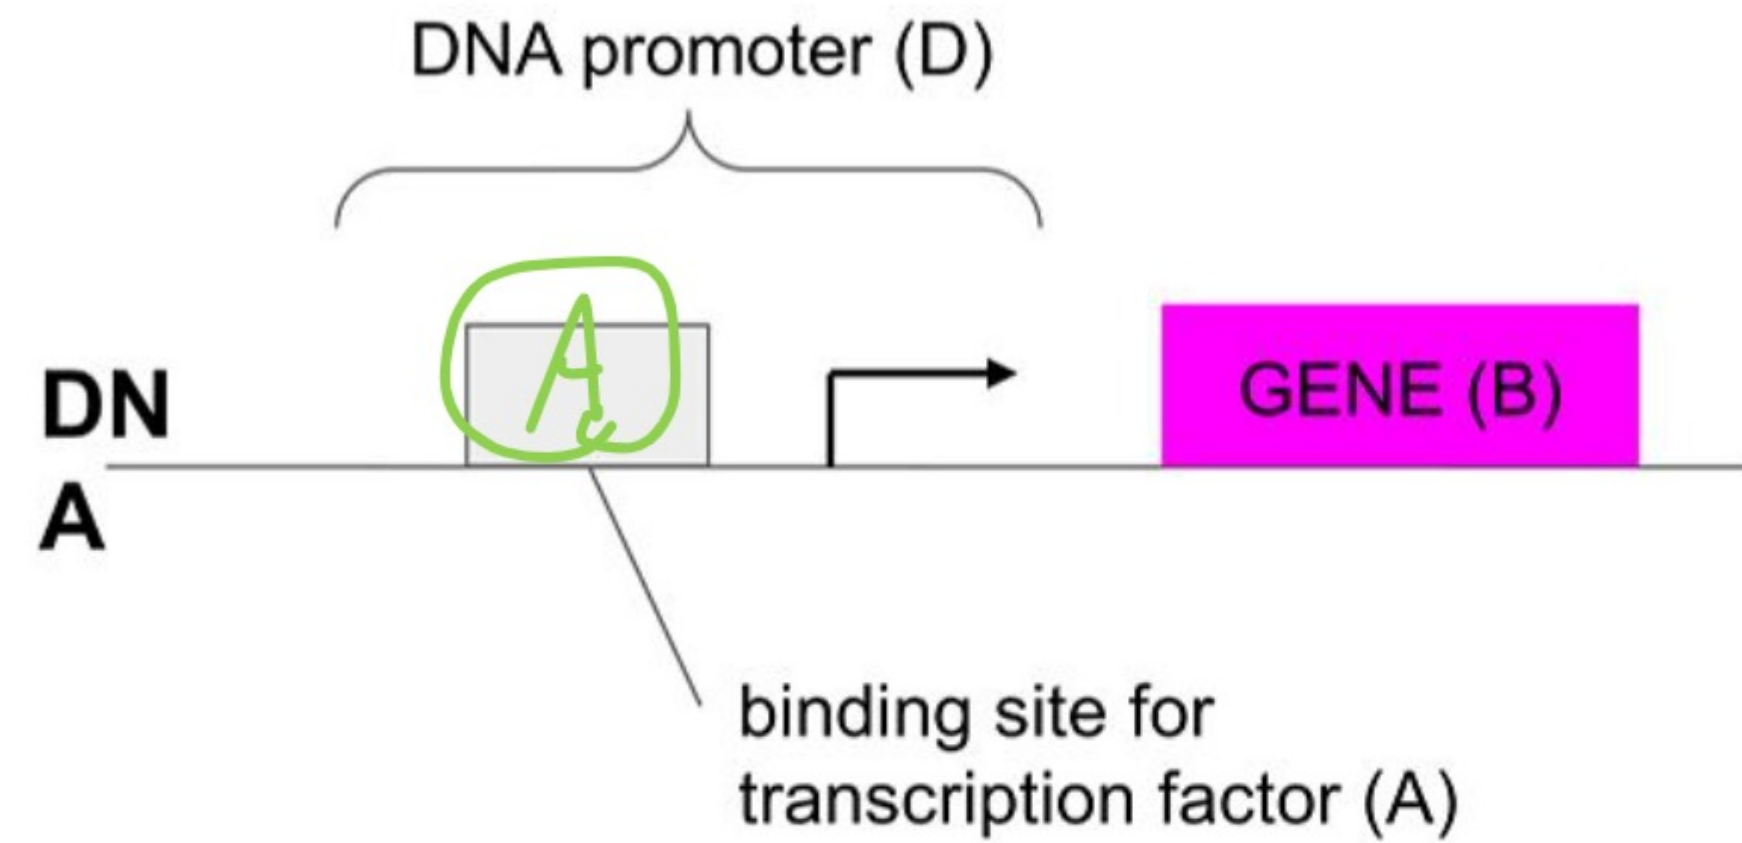 DNA promoter (D)
A
DN
A
GENE (B)
binding site for
transcription factor (A)